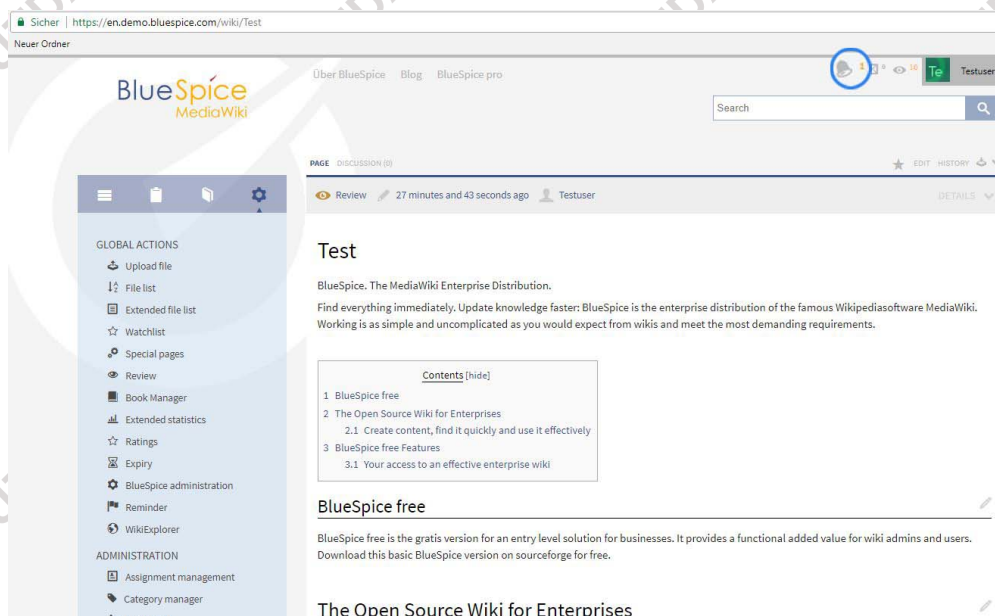 Sicher | https://en.demo.bluespice.com/wiki/Test
Neuer Ordner
BlueSpice
MediaWiki
Über BlueSpice Blog BlueSpice pro
Te Testuser
Search
PAGE DISCUSSION (0)
EDIT HISTORY
Review 27 minutes and 43 seconds ago Testuser
DETAILS
GLOBAL ACTIONS
Upload file
File list
Extended file list
Watchlist
Special pages
Review
Book Manager
Extended statistics
Ratings
Expiry
BlueSpice administration
Reminder
WikiExplorer
ADMINISTRATION
Assignment management
Category manager
Test
BlueSpice. The MediaWiki Enterprise Distribution.
Find everything immediately. Update knowledge faster: BlueSpice is the enterprise distribution of the famous Wikipediasoftware MediaWiki.
Working is as simple and uncomplicated as you would expect from wikis and meet the most demanding requirements.
Contents [hide]
1 BlueSpice free
2 The Open Source Wiki for Enterprises
2.1 Create content, find it quickly and use it effectively
3 BlueSpice free Features
3.1 Your access to an effective enterprise wiki
BlueSpice free
BlueSpice free is the gratis version for an entry level solution for businesses. It provides a functional added value for wiki admins and users.
Download this basic BlueSpice version on sourceforge for free.
The Open Source Wiki for Enterprises